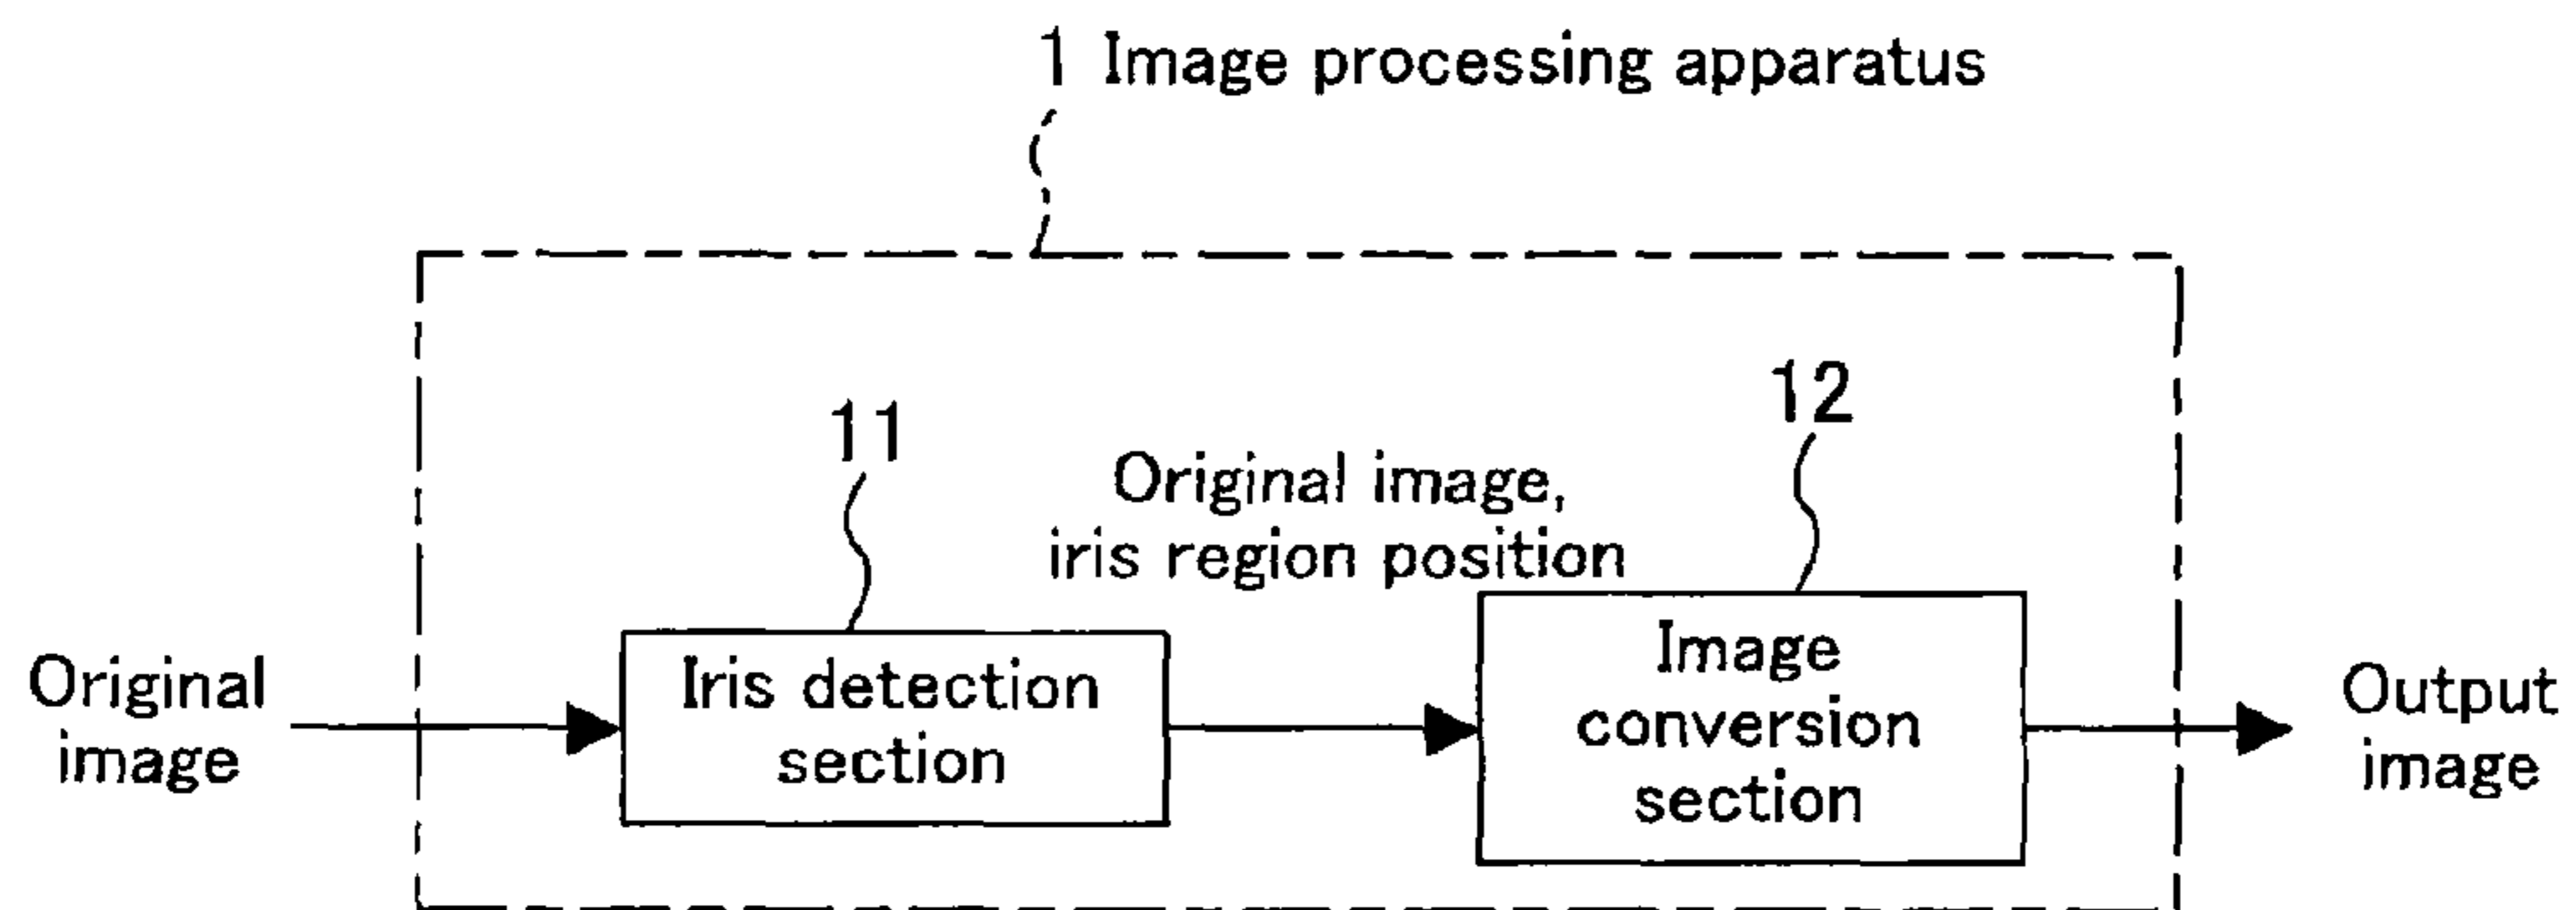 1 Image processing apparatus
11
12
Original image,
iris region position
Original
image
Iris detection
section
Image
conversion
section
Output
image